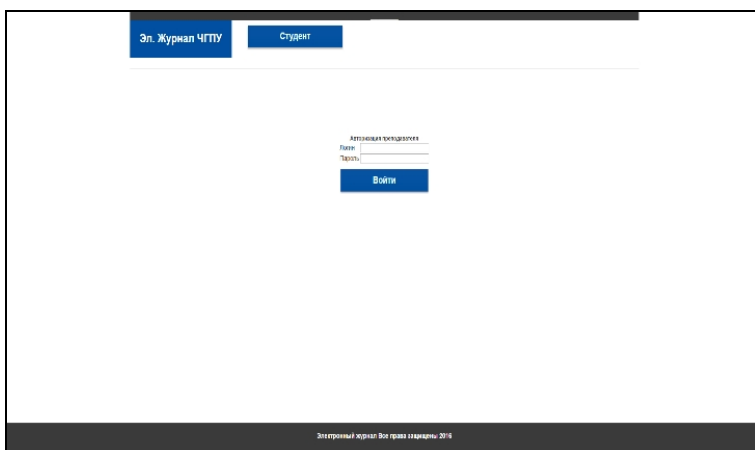 Эл. Журнал ЧГПУ
Студент
Авторизация преподавателя
Логин
Пароль
Войти
Электронный журнал Все права защищены 2016